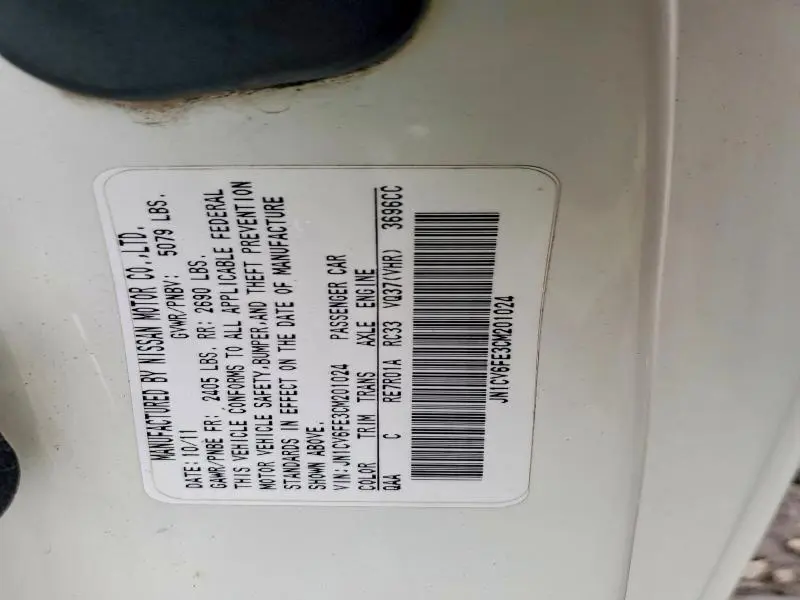 MANUFACTURED BY NISSAN MOTOR CO.,LTD.
DATE: 10/11 GVWR/PNBV: 5079 LBS.
GAWR/PNBE FR: 2405 LBS. RR: 2690 LBS.
THIS VEHICLE CONFORMS TO ALL APPLICABLE FEDERAL
MOTOR VEHICLE SAFETY,BUMPER,AND THEFT PREVENTION
STANDARDS IN EFFECT ON THE DATE OF MANUFACTURE
SHOWN ABOVE.
VIN: JN1CV6FE3CM201024 PASSENGER CAR
COLOR TRIM TRANS AXLE ENGINE
QAA C RE7R01A RC33 VQ37(VHR) 3696CC
JN1CV6FE3CM201024